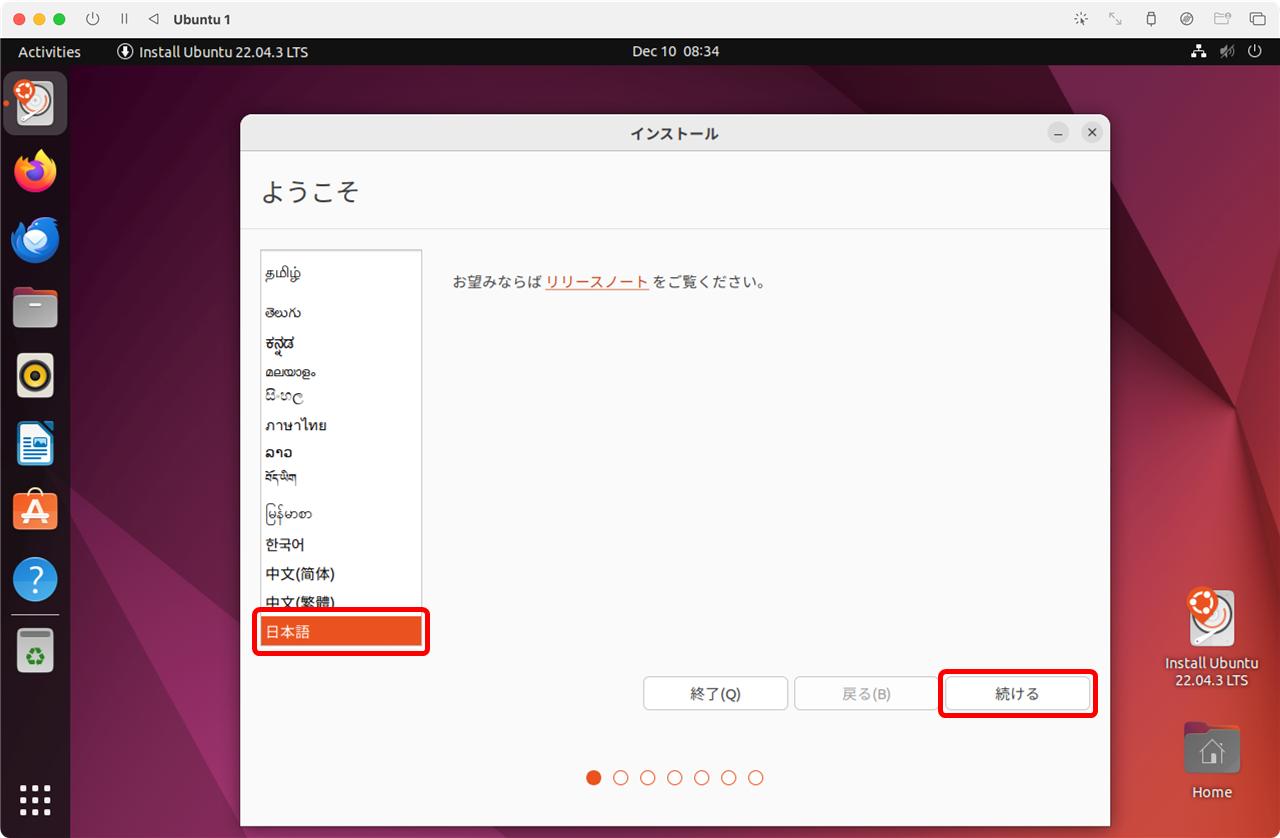 Ubuntu 1
Activities
Install Ubuntu 22.04.3 LTS
Dec 10 08:34
インストール
ようこそ
தமிழ்
తెలుగు
ಕನ್ನಡ
മലയാളം
සිංහල
ภาษาไทย
ລາວ
བོད་ཡིག
မြန်မာစာ
한국어
中文(简体)
中文(繁體)
日本語
お望みならば リリースノート をご覧ください。
終了(Q)
戻る(B)
続ける
Install Ubuntu
22.04.3 LTS
Home